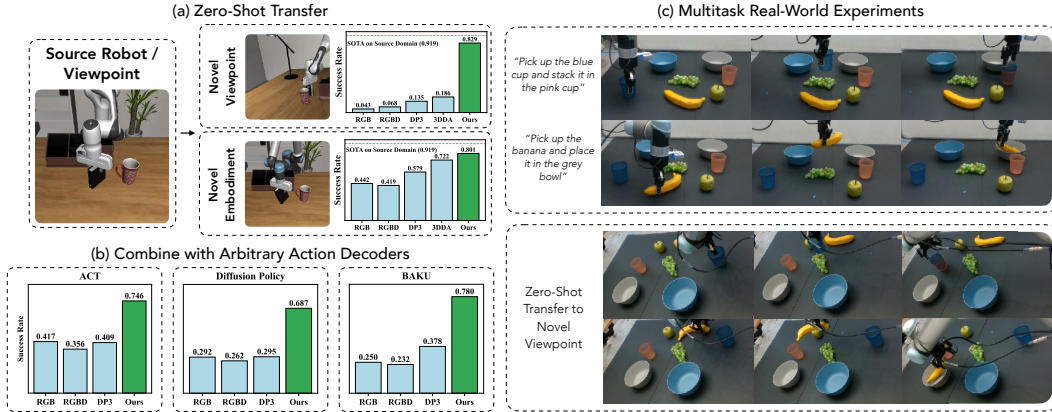 (a) Zero-Shot Transfer
Source Robot /
Viewpoint
Novel
Viewpoint
Success Rate
SOTA on Source Domain (0.919)
0.043
0.068
0.135
0.186
0.829
RGB
RGBD
DP3
3DDA
Ours
Novel
Embodiment
Success Rate
SOTA on Source Domain (0.919)
0.442
0.419
0.579
0.722
0.801
RGB
RGBD
DP3
3DDA
Ours
(b) Combine with Arbitrary Action Decoders
ACT
Success Rate
0.417
0.356
0.409
0.746
RGB
RGBD
DP3
Ours
Diffusion Policy
0.292
0.262
0.295
0.687
RGB
RGBD
DP3
Ours
BAKU
0.250
0.232
0.378
0.780
RGB
RGBD
DP3
Ours
(c) Multitask Real-World Experiments
“Pick up the blue
cup and stack it in
the pink cup”
“Pick up the
banana and place
it in the grey
bowl”
Zero-Shot
Transfer to
Novel
Viewpoint